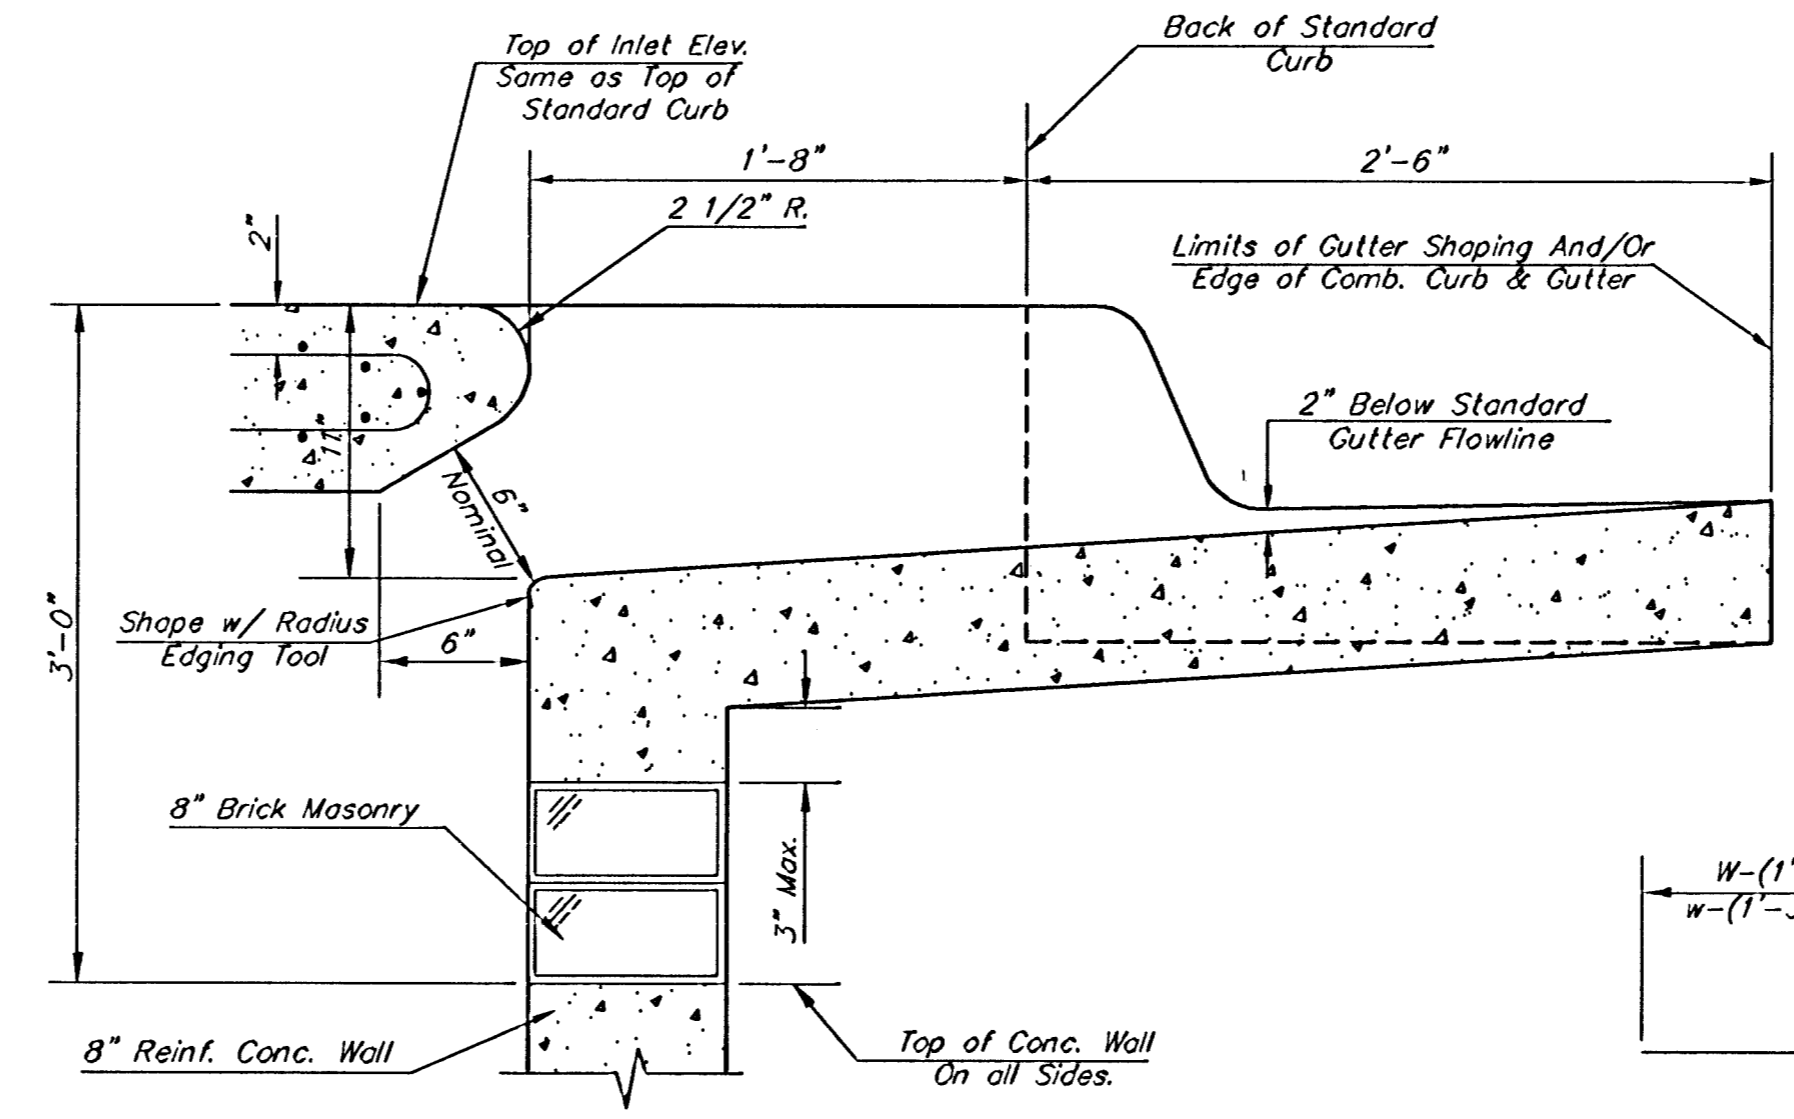 Top of Inlet Elev.
Same as Top of
Standard Curb
Back of Standard
Curb
1'-8"
2'-6"
2 1/2" R.
2"
Limits of Gutter Shaping And/Or
Edge of Comb. Curb & Gutter
2" Below Standard
Gutter Flowline
11"
6"
Nominal
3'-0"
Shape w/ Radius
Edging Tool
6"
8" Brick Masonry
3" Max.
W-(1'
w-(1'-
8" Reinf. Conc. Wall
Top of Conc. Wall
On all Sides.